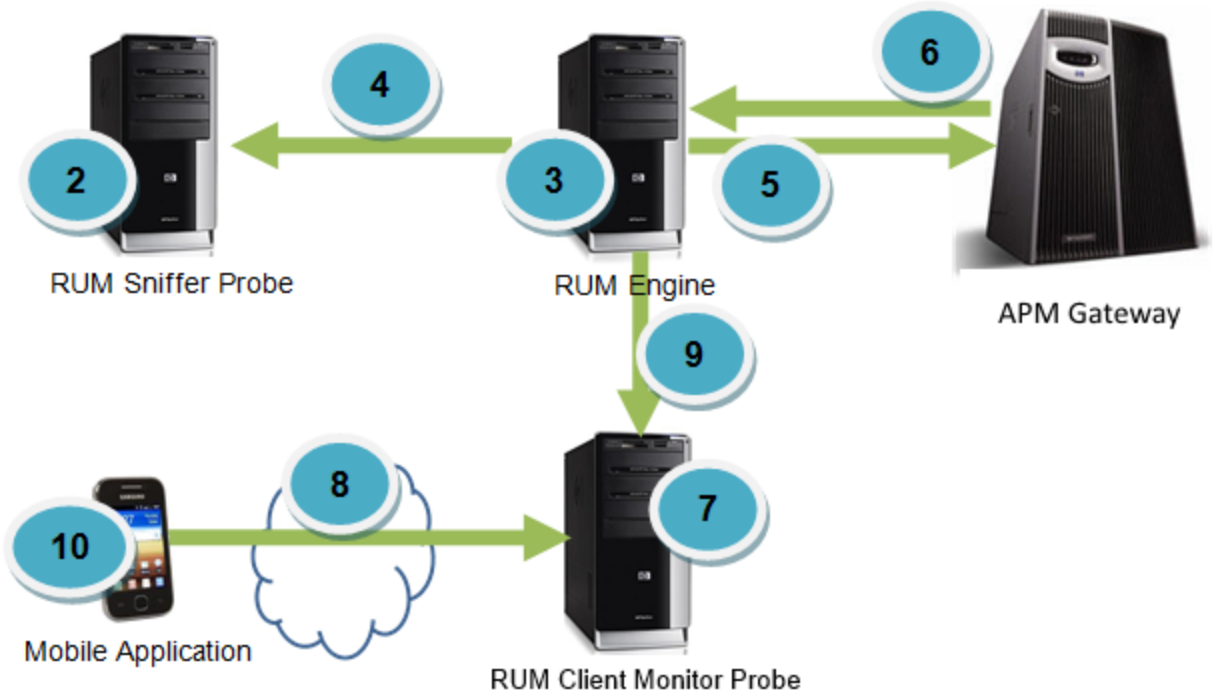 6
4
2
3
5
RUM Sniffer Probe
RUM Engine
APM Gateway
9
8
7
10
SAMSUNG
Mobile Application
RUM Client Monitor Probe